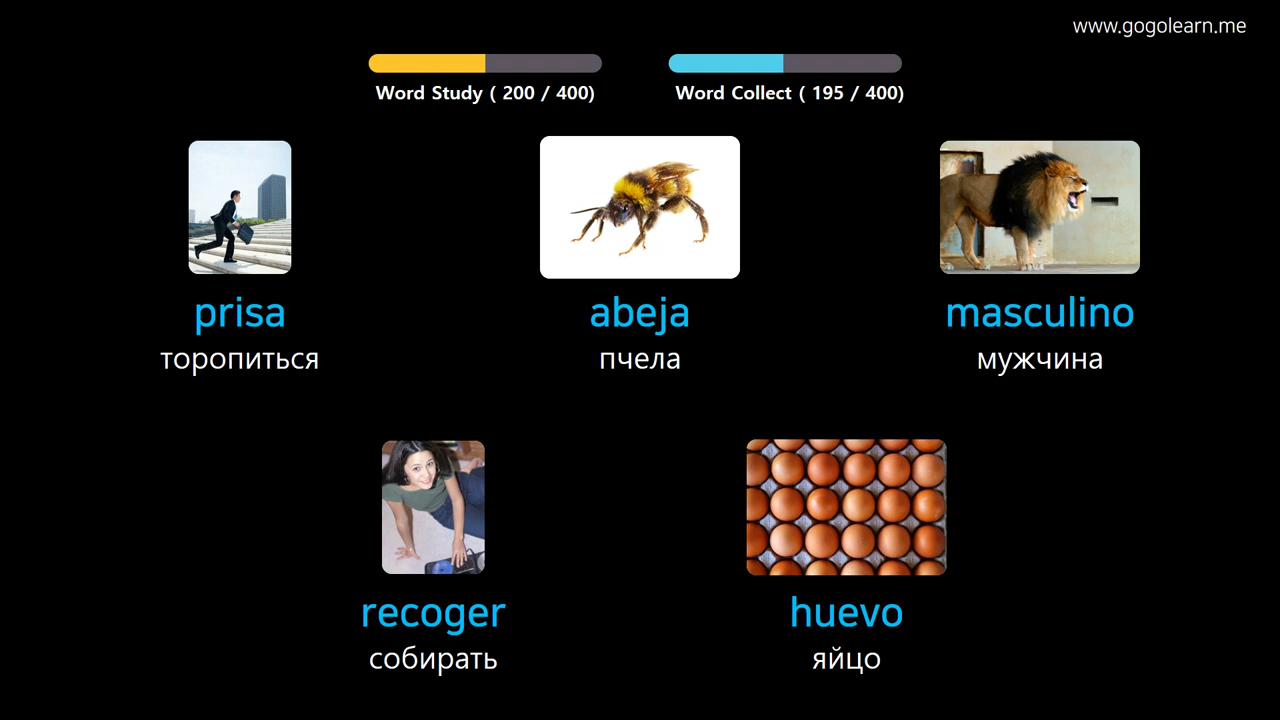 www.gogolearn.me
Word Study ( 200 / 400)
Word Collect ( 195 / 400)
prisa
торопиться
abeja
пчела
masculino
мужчина
recoger
собирать
huevo
яйцо